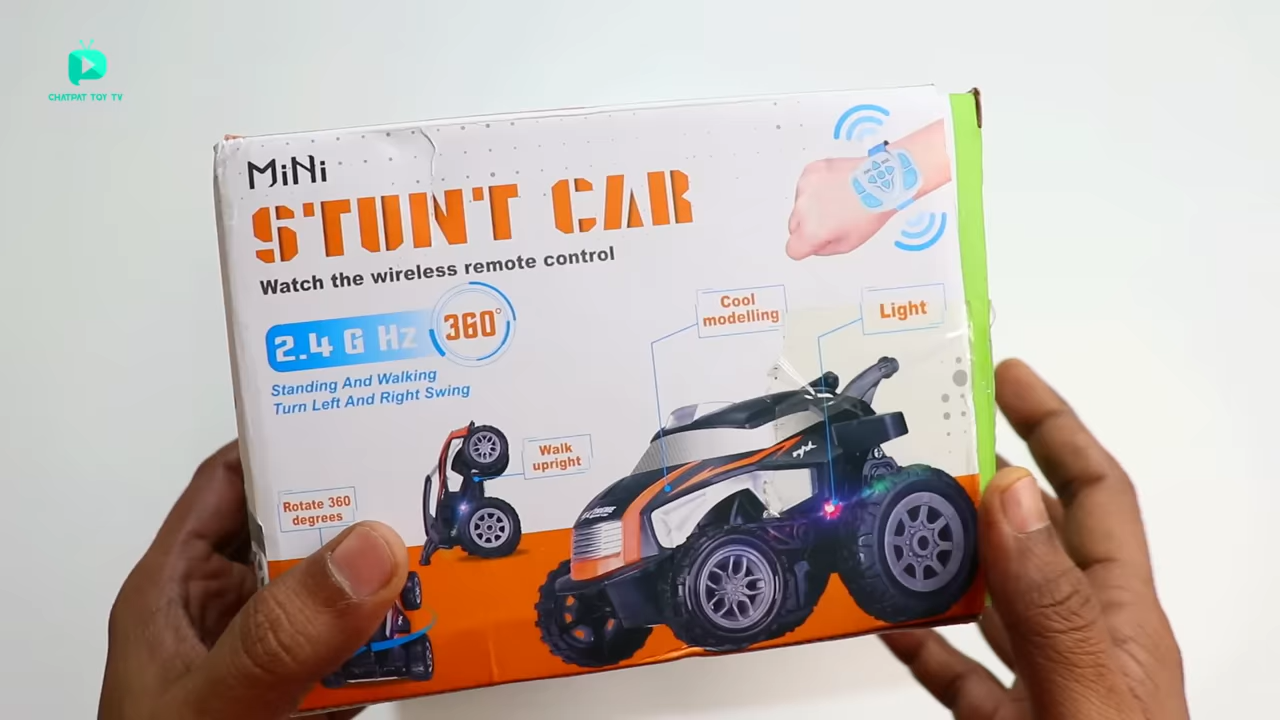 CHATPAT TOY TV
MiNi
STUNT CAR
Watch the wireless remote control
2.4 G Hz
360°
Standing And Walking
Turn Left And Right Swing
Cool
modelling
Light
Walk
upright
Rotate 360
degrees